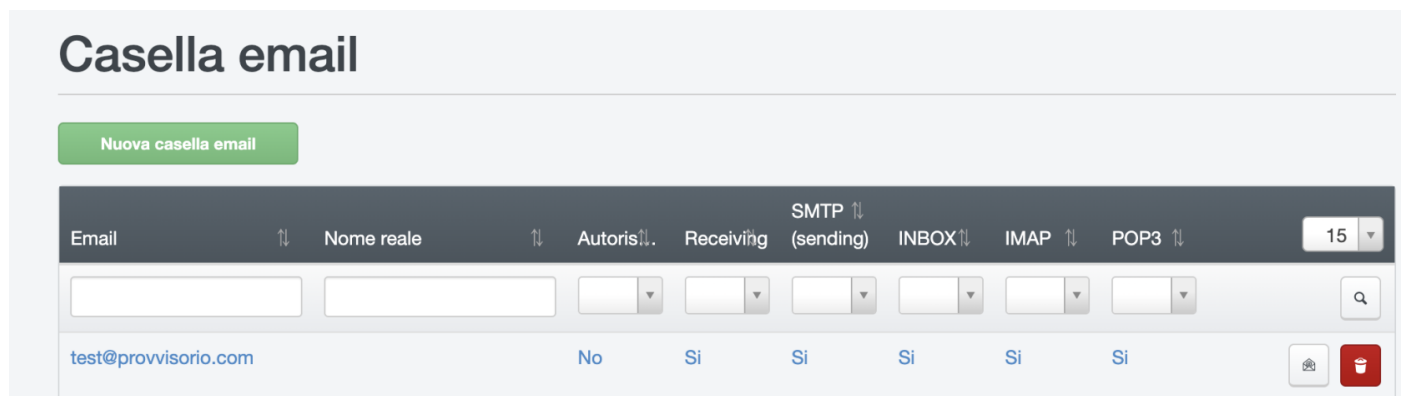 Casella email
Nuova casella email
Email Nome reale Autoris... Receiving SMTP (sending) INBOX IMAP POP3 15
test@provvisorio.com No Si Si Si Si Si